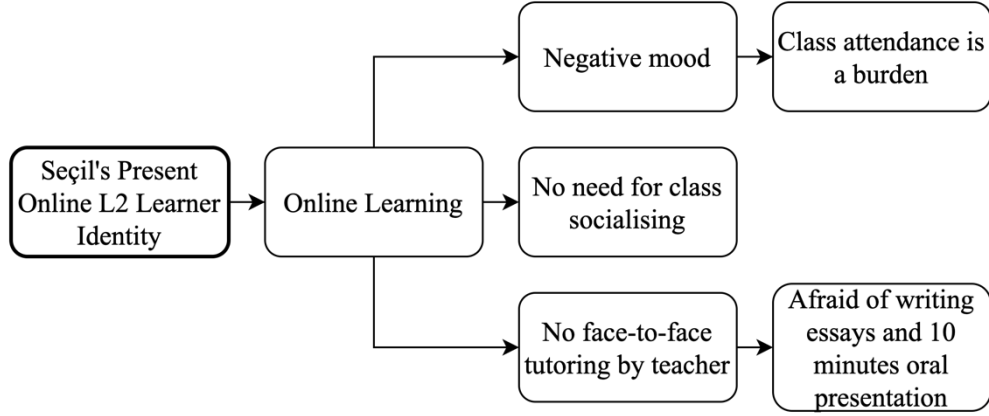 Seçil's Present
Online L2 Learner
Identity
Online Learning
Negative mood
Class attendance is
a burden
No need for class
socialising
No face-to-face
tutoring by teacher
Afraid of writing
essays and 10
minutes oral
presentation